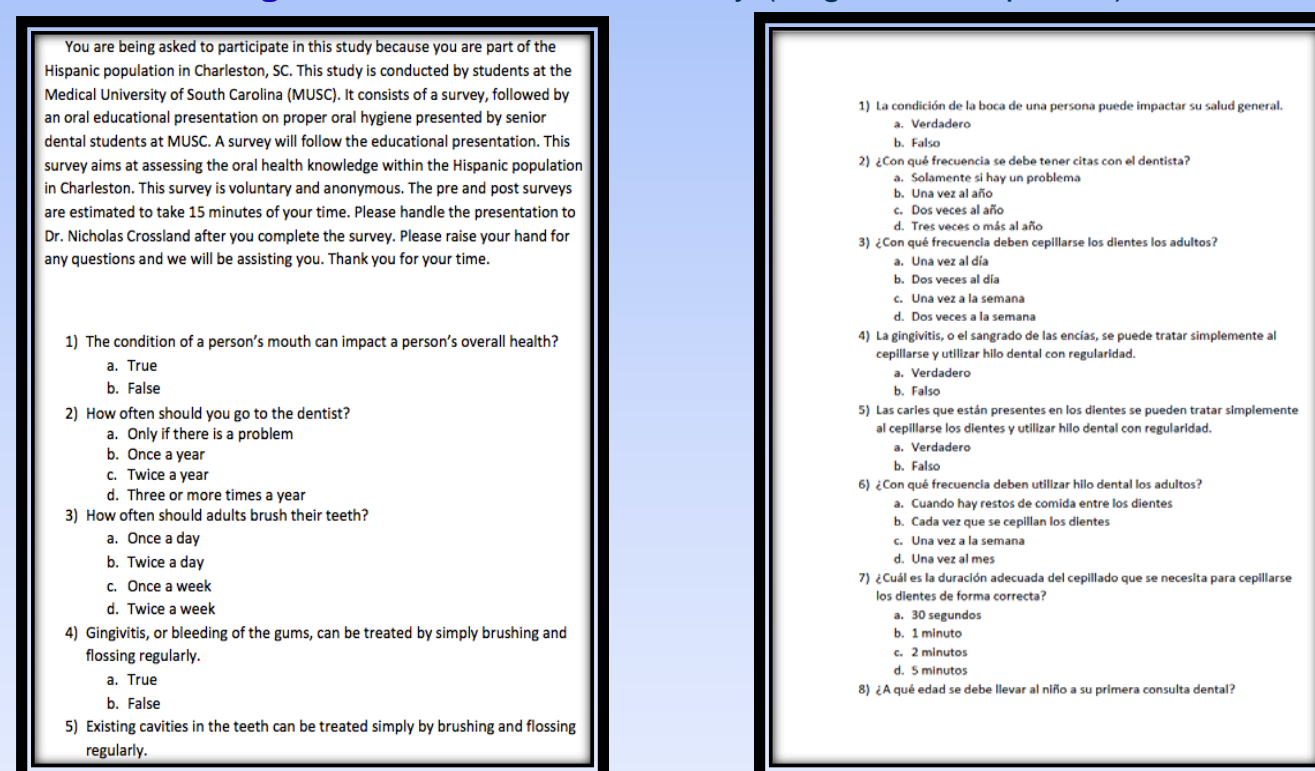 You are being asked to participate in this study because you are part of the
Hispanic population in Charleston, SC. This study is conducted by students at the
Medical University of South Carolina (MUSC). It consists of a survey, followed by
an oral educational presentation on proper oral hygiene presented by senior
dental students at MUSC. A survey will follow the educational presentation. This
survey aims at assessing the oral health knowledge within the Hispanic population
in Charleston. This survey is voluntary and anonymous. The pre and post surveys
are estimated to take 15 minutes of your time. Please handle the presentation to
Dr. Nicholas Crossland after you complete the survey. Please raise your hand for
any questions and we will be assisting you. Thank you for your time.
1) The condition of a person's mouth can impact a person's overall health?
a. True
b. False
2) How often should you go to the dentist?
a. Only if there is a problem
b. Once a year
c. Twice a year
d. Three or more times a year
3) How often should adults brush their teeth?
a. Once a day
b. Twice a day
c. Once a week
d. Twice a week
4) Gingivitis, or bleeding of the gums, can be treated by simply brushing and
flossing regularly.
a. True
b. False
5) Existing cavities in the teeth can be treated simply by brushing and flossing
regularly.
1) La condición de la boca de una persona puede impactar su salud general.
a. Verdadero
b. Falso
2) ¿Con qué frecuencia se debe tener citas con el dentista?
a. Solamente si hay un problema
b. Una vez al año
c. Dos veces al año
d. Tres veces o más al año
3) ¿Con qué frecuencia deben cepillarse los dientes los adultos?
a. Una vez al día
b. Dos veces al día
c. Una vez a la semana
d. Dos veces a la semana
4) La gingivitis, o el sangrado de las encías, se puede tratar simplemente al
cepillarse y utilizar hilo dental con regularidad.
a. Verdadero
b. Falso
5) Las caries que están presentes en los dientes se pueden tratar simplemente
al cepillarse los dientes y utilizar hilo dental con regularidad.
a. Verdadero
b. Falso
6) ¿Con qué frecuencia deben utilizar hilo dental los adultos?
a. Cuando hay restos de comida entre los dientes
b. Cada vez que se cepillan los dientes
c. Una vez a la semana
d. Una vez al mes
7) ¿Cuál es la duración adecuada del cepillado que se necesita para cepillarse
los dientes de forma correcta?
a. 30 segundos
b. 1 minuto
c. 2 minutos
d. 5 minutos
8) ¿A qué edad se debe llevar al niño a su primera consulta dental?